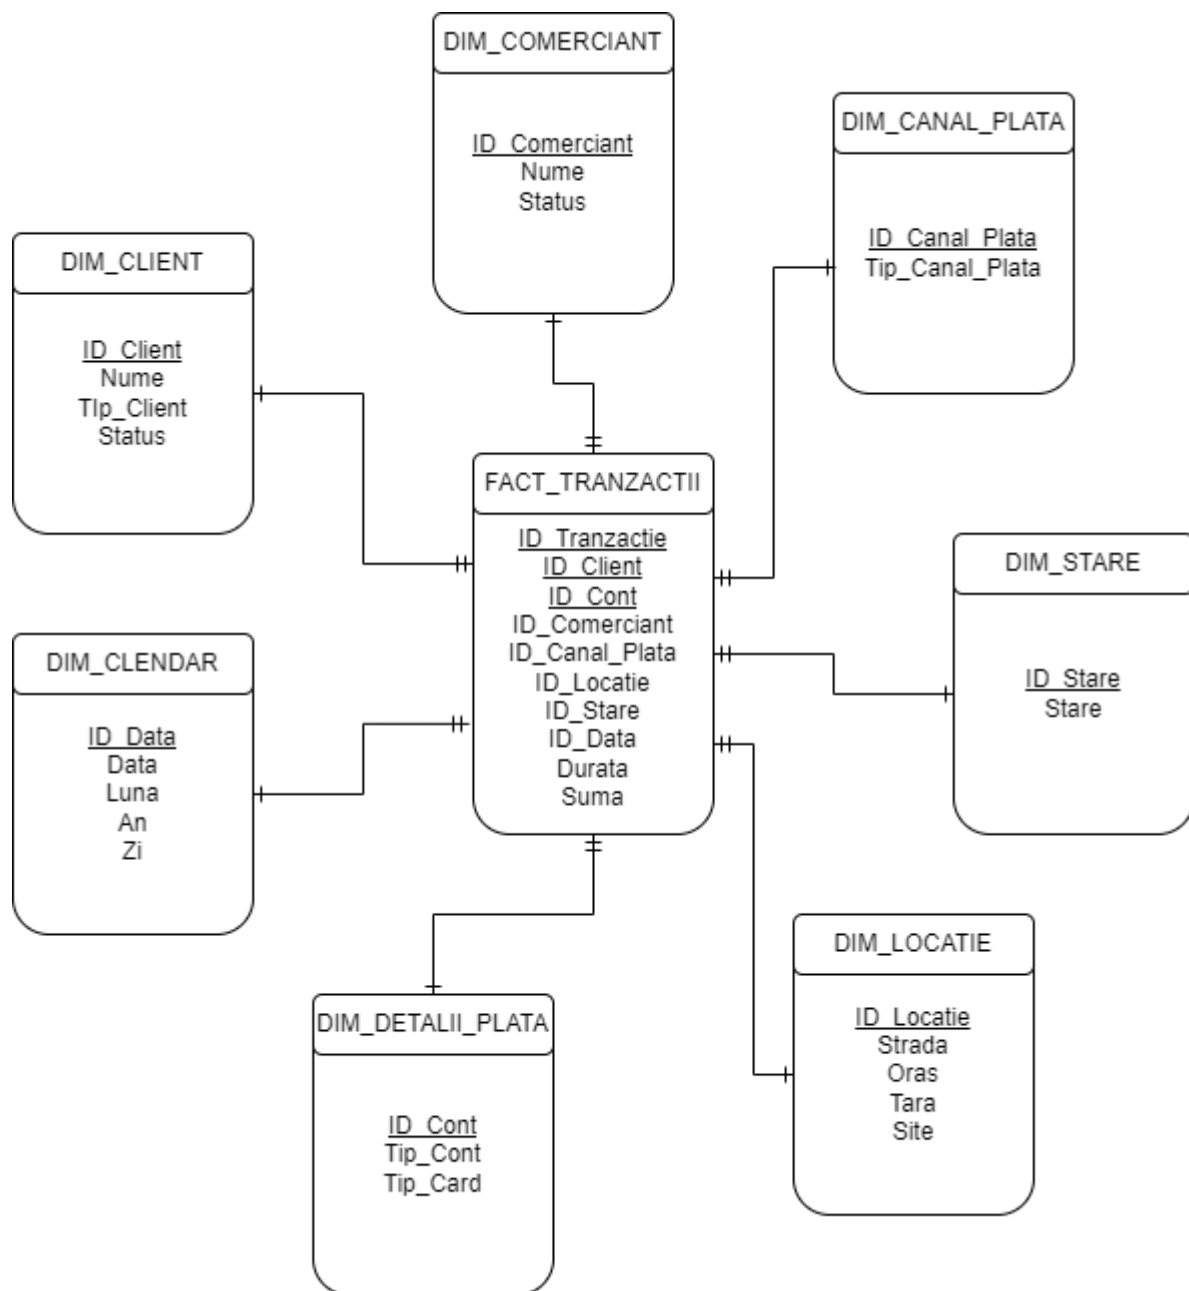 DIM_COMERCIANT
ID_Comerciant
Nume
Status
DIM_CANAL_PLATA
ID_Canal_Plata
Tip_Canal_Plata
DIM_CLIENT
ID_Client
Nume
TIp_Client
Status
FACT_TRANZACTII
ID_Tranzactie
ID_Client
ID_Cont
ID_Comerciant
ID_Canal_Plata
ID_Locatie
ID_Stare
ID_Data
Durata
Suma
DIM_STARE
ID_Stare
Stare
DIM_CLENDAR
ID_Data
Data
Luna
An
Zi
DIM_LOCATIE
ID_Locatie
Strada
Oras
Tara
Site
DIM_DETALII_PLATA
ID_Cont
Tip_Cont
Tip_Card